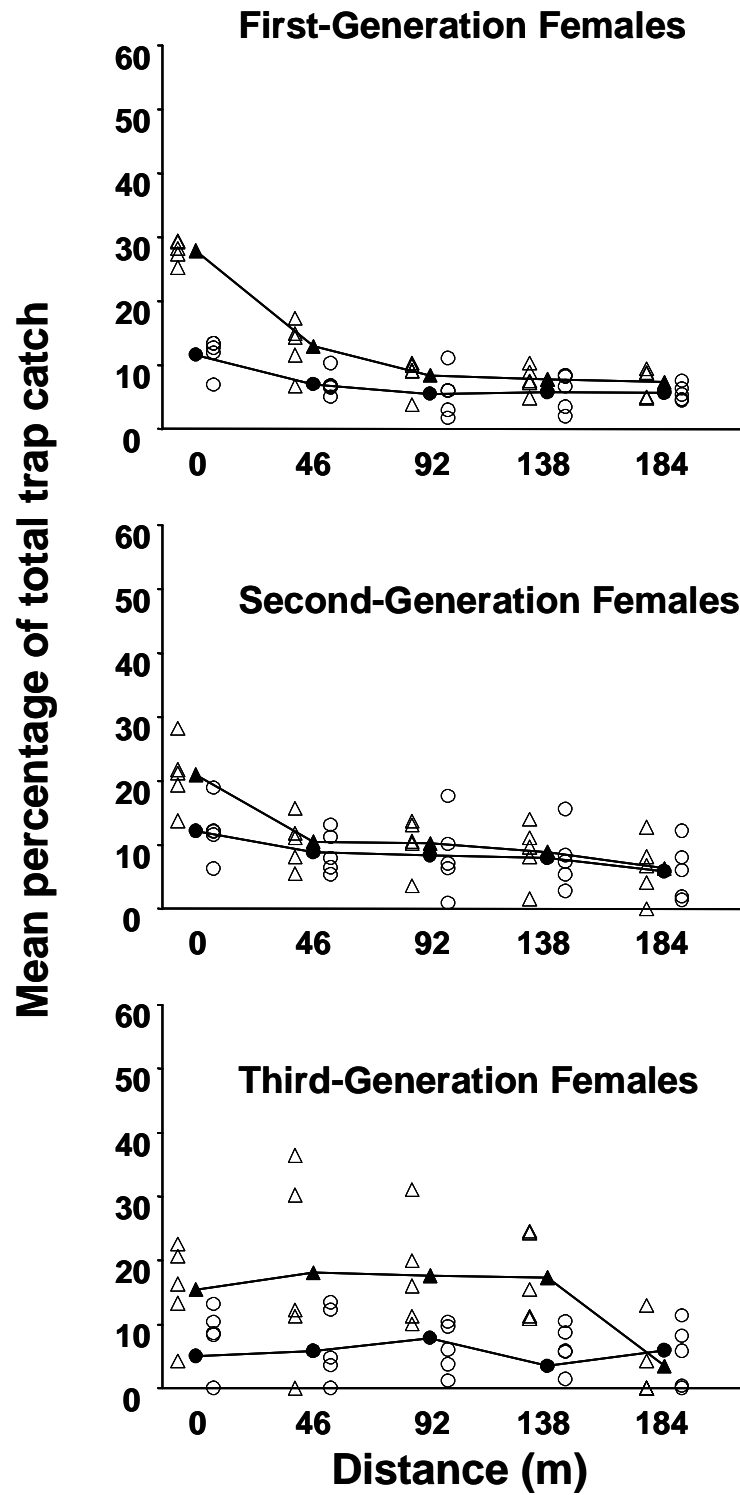 First-Generation Females
60
50
40
30
20
10
0
0 46 92 138 184
Mean percentage of total trap catch
Second-Generation Females
60
50
40
30
20
10
0
0 46 92 138 184
Third-Generation Females
60
50
40
30
20
10
0
0 46 92 138 184
Distance (m)